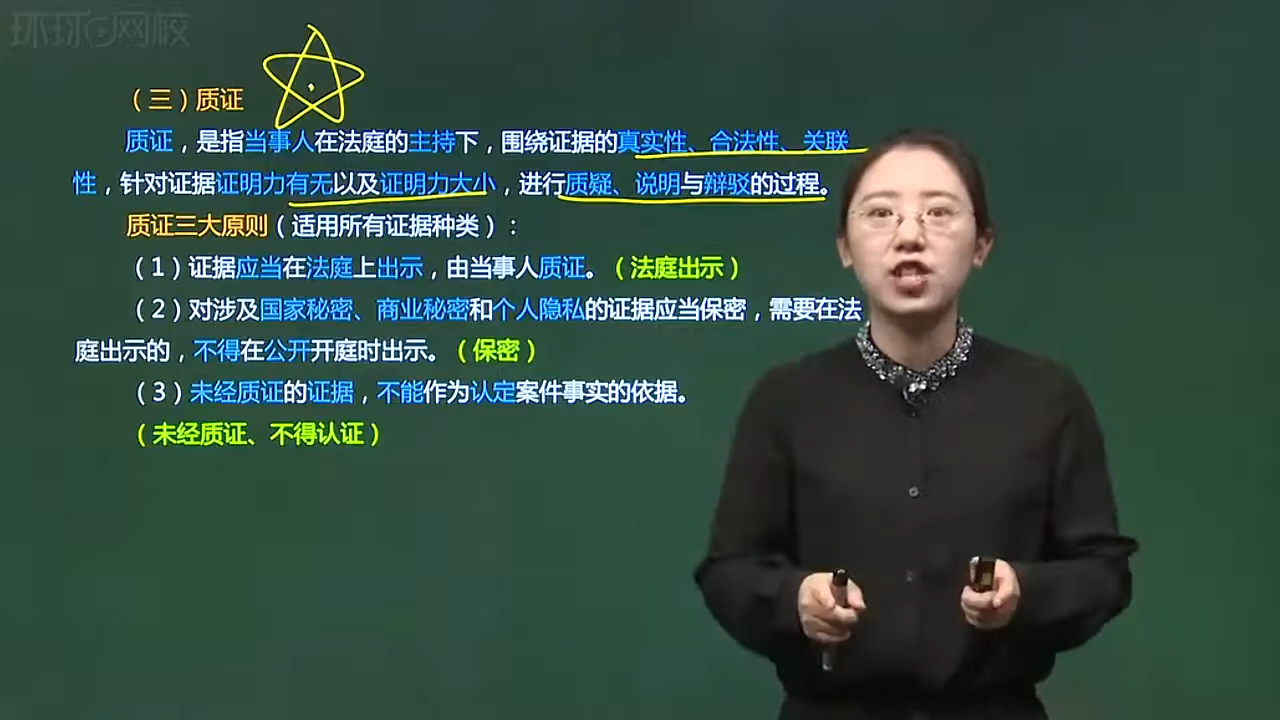 环球网校
（三）质证
质证，是指当事人在法庭的主持下，围绕证据的真实性、合法性、关联
性，针对证据证明力有无以及证明力大小，进行质疑、说明与辩驳的过程。
质证三大原则（适用所有证据种类）：
（1）证据应当在法庭上出示，由当事人质证。（法庭出示）
（2）对涉及国家秘密、商业秘密和个人隐私的证据应当保密，需要在法
庭出示的，不得在公开开庭时出示。（保密）
（3）未经质证的证据，不能作为认定案件事实的依据。
（未经质证、不得认证）